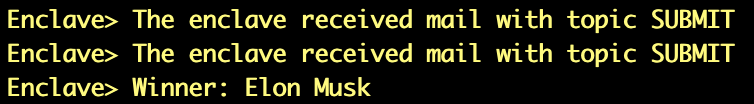 Enclave> The enclave received mail with topic SUBMIT
Enclave> The enclave received mail with topic SUBMIT
Enclave> Winner: Elon Musk